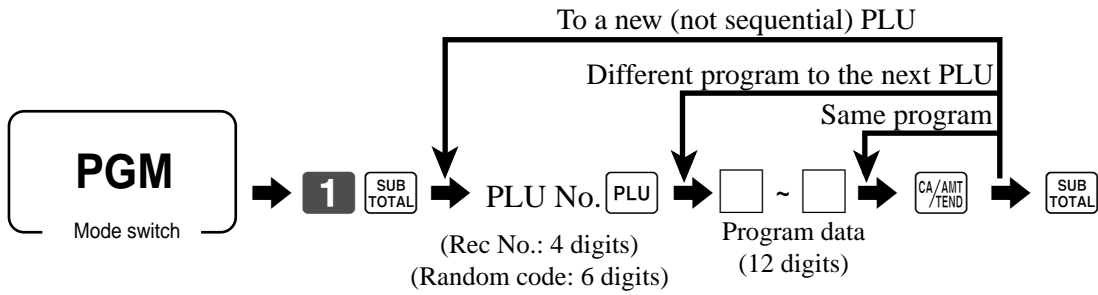 To a new (not sequential) PLU
Different program to the next PLU
Same program
PGM
Mode switch
1
SUB
TOTAL
PLU No. PLU
~
CA/AMT
/TEND
SUB
TOTAL
(Rec No.: 4 digits)
(Random code: 6 digits)
Program data
(12 digits)